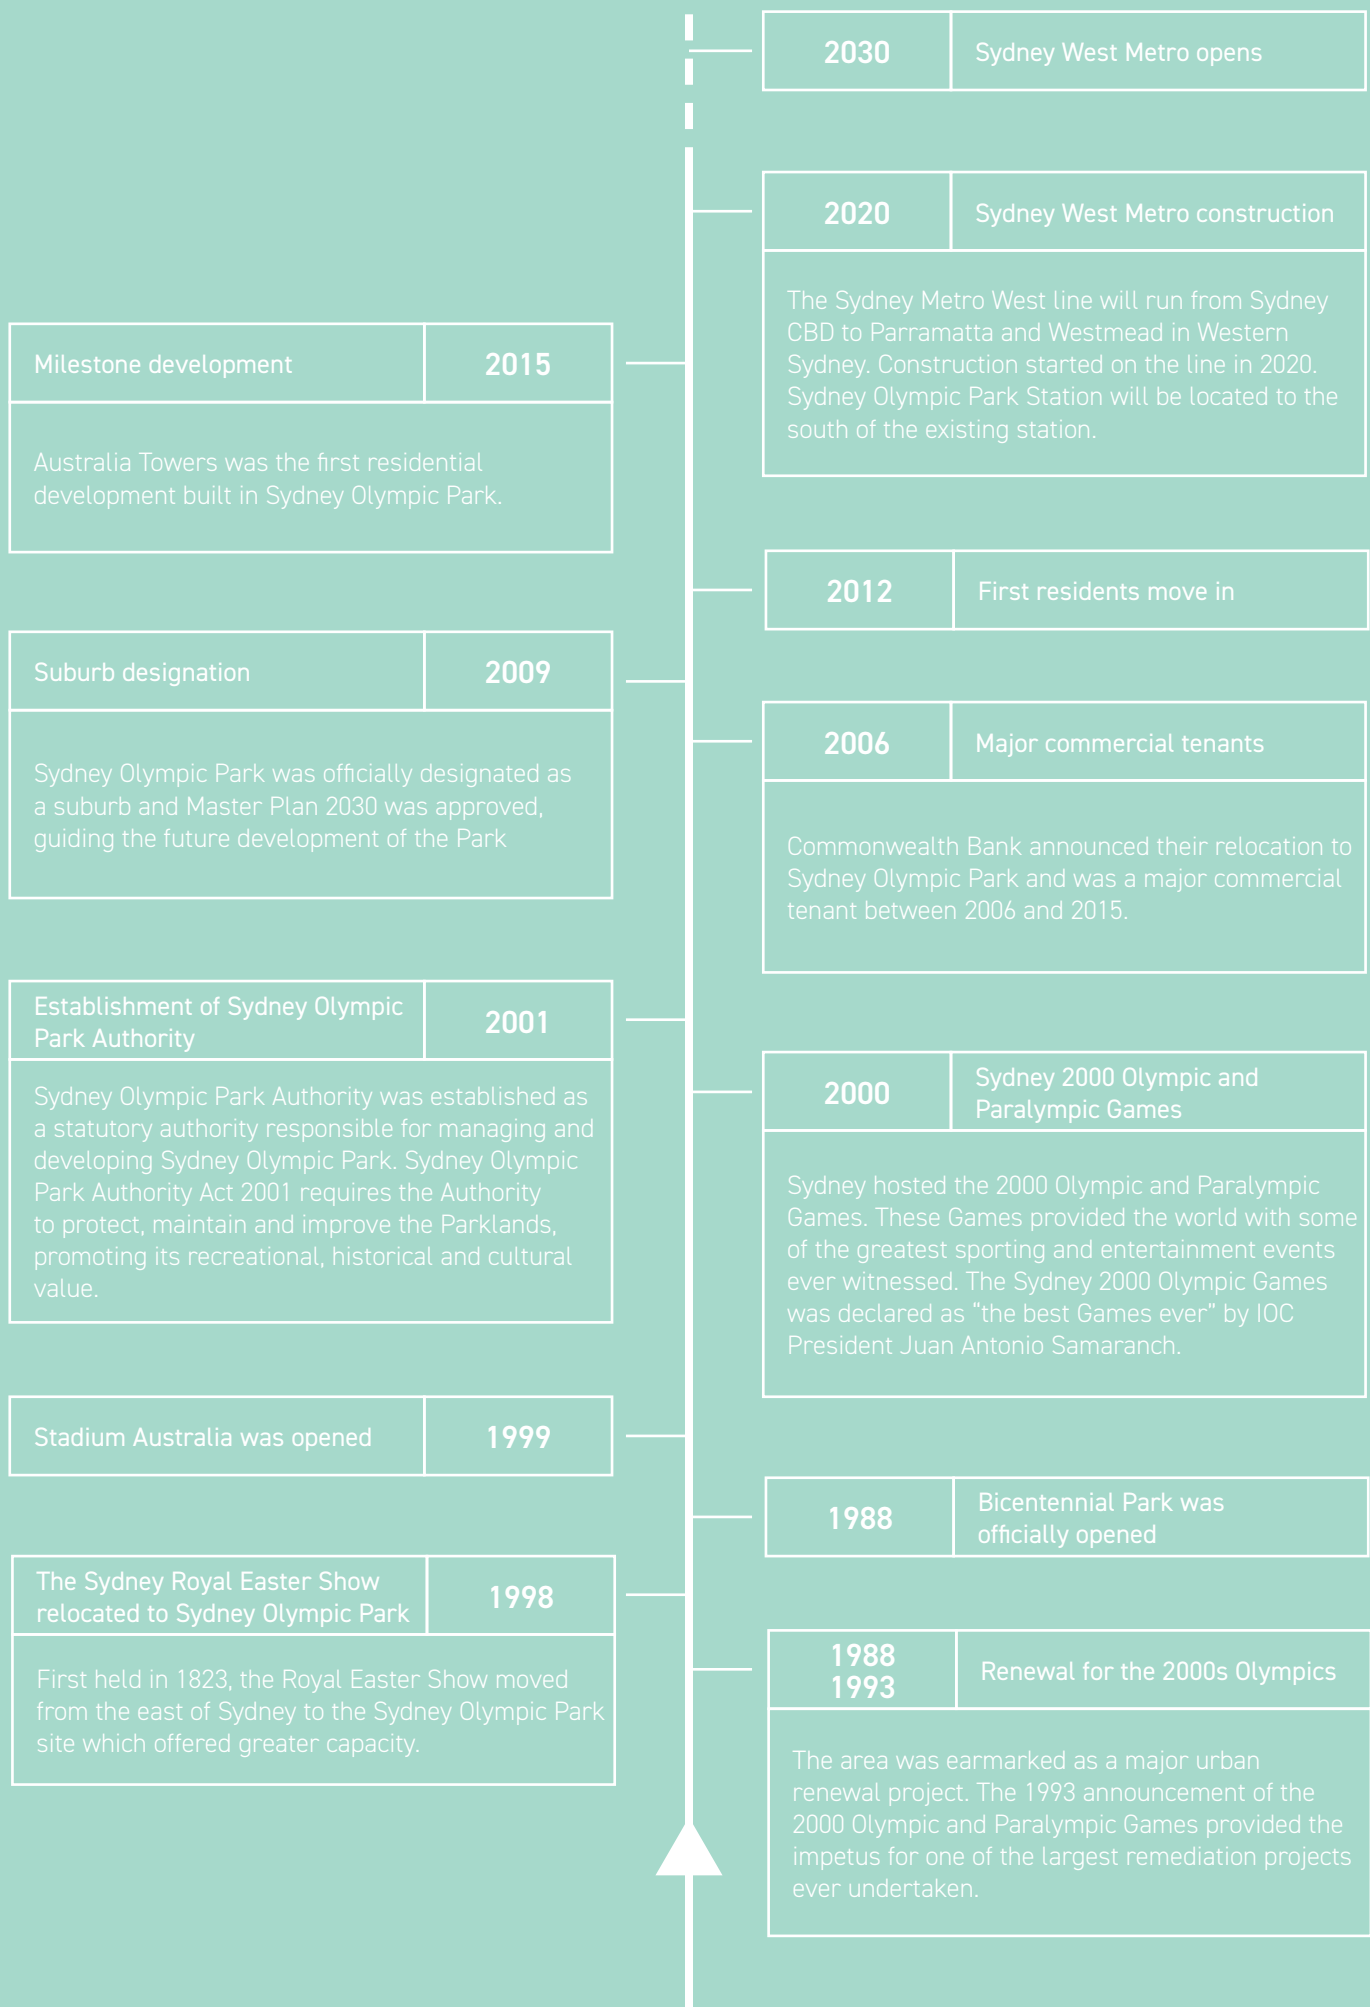 2030
Sydney West Metro opens
2020
Sydney West Metro construction
The Sydney Metro West line will run from Sydney
CBD to Parramatta and Westmead in Western
Sydney. Construction started on the line in 2020.
Sydney Olympic Park Station will be located to the
south of the existing station.
Milestone development
2015
Australia Towers was the first residential
development built in Sydney Olympic Park.
2012
First residents move in
Suburb designation
2009
Sydney Olympic Park was officially designated as
a suburb and Master Plan 2030 was approved,
guiding the future development of the Park
2006
Major commercial tenants
Commonwealth Bank announced their relocation to
Sydney Olympic Park and was a major commercial
tenant between 2006 and 2015.
Establishment of Sydney Olympic
Park Authority
2001
Sydney Olympic Park Authority was established as
a statutory authority responsible for managing and
developing Sydney Olympic Park. Sydney Olympic
Park Authority Act 2001 requires the Authority
to protect, maintain and improve the Parklands,
promoting its recreational, historical and cultural
value.
2000
Sydney 2000 Olympic and
Paralympic Games
Sydney hosted the 2000 Olympic and Paralympic
Games. These Games provided the world with some
of the greatest sporting and entertainment events
ever witnessed. The Sydney 2000 Olympic Games
was declared as "the best Games ever" by IOC
President Juan Antonio Samaranch.
Stadium Australia was opened
1999
1988
Bicentennial Park was
officially opened
The Sydney Royal Easter Show
relocated to Sydney Olympic Park
1998
First held in 1823, the Royal Easter Show moved
from the east of Sydney to the Sydney Olympic Park
site which offered greater capacity.
1988
1993
Renewal for the 2000s Olympics
The area was earmarked as a major urban
renewal project. The 1993 announcement of the
2000 Olympic and Paralympic Games provided the
impetus for one of the largest remediation projects
ever undertaken.